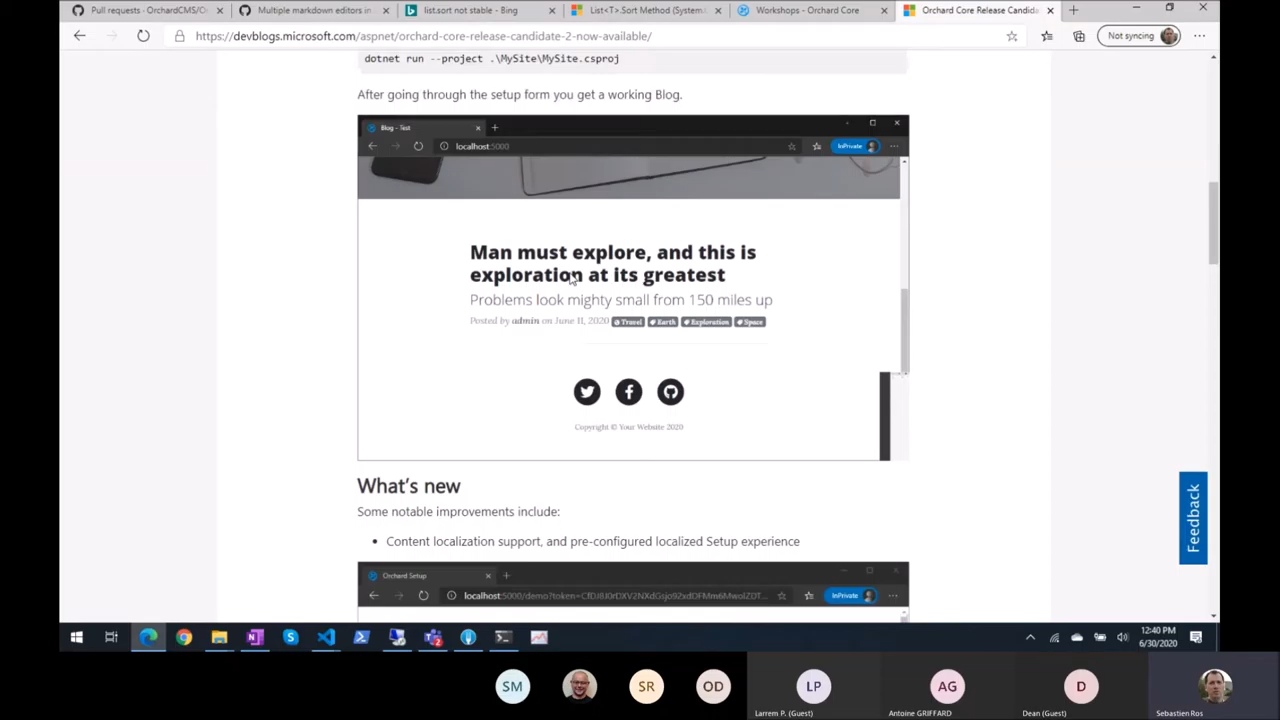 Pull requests · OrchardCMS/O
Multiple markdown editors in
list.sort not stable - Bing
List<T>.Sort Method (System.
Workshops - Orchard Core
Orchard Core Release Candida
https://devblogs.microsoft.com/aspnet/orchard-core-release-candidate-2-now-available/
Not syncing
dotnet run --project .\MySite\MySite.csproj
After going through the setup form you get a working Blog.
Blog - Test
localhost:5000
InPrivate
Man must explore, and this is
exploration at its greatest
Problems look mighty small from 150 miles up
Posted by admin on June 11, 2020 Travel Earth Exploration Space
Copyright © Your Website 2020
What's new
Some notable improvements include:
• Content localization support, and pre-configured localized Setup experience
Orchard Setup
InPrivate
Feedback
12:40 PM
6/30/2020
SM
SR
OD
LP
AG
D
Larrem P. (Guest)
Antoine GRIFFARD
Dean (Guest)
Sebastien Ros